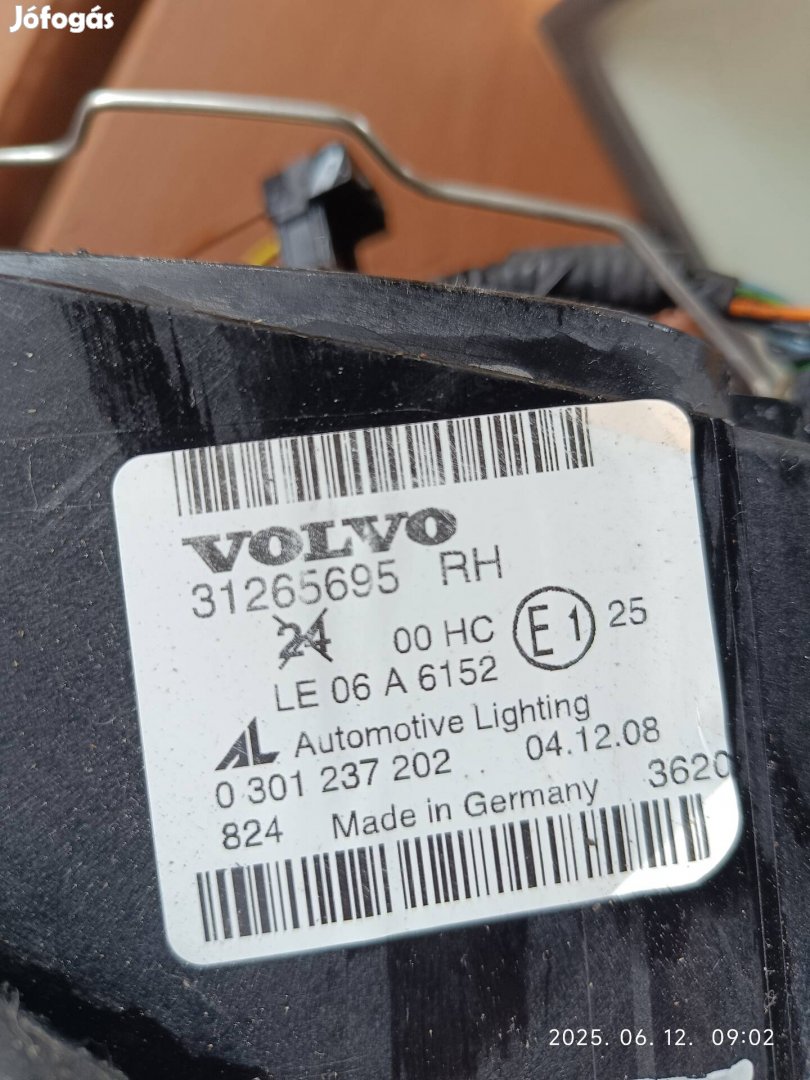 Jófogás
VOLVO
31265695 RH
24 00 HC E1 25
LE 06 A 6152
AL Automotive Lighting
0 301 237 202 04.12.08
824 Made in Germany 3620
2025. 06. 12. 09:02